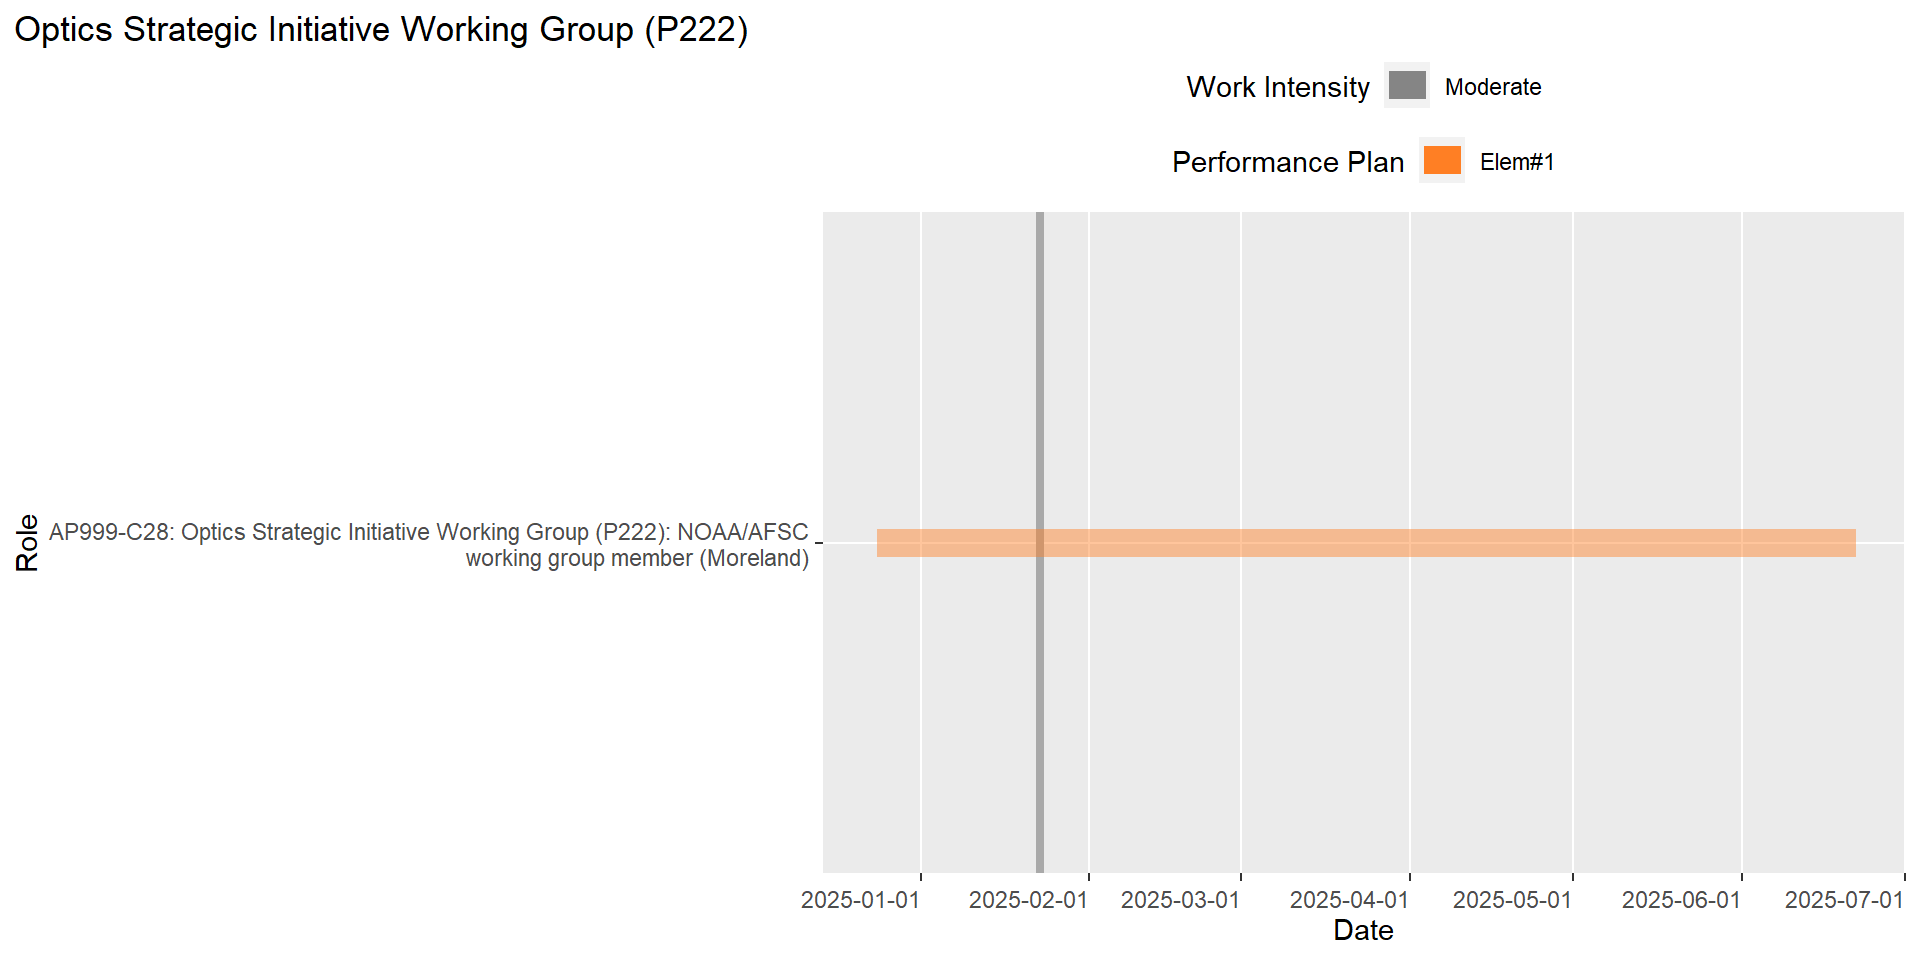 Optics Strategic Initiative Working Group (P222)
Work Intensity Moderate
Performance Plan Elem#1
Role
AP999-C28: Optics Strategic Initiative Working Group (P222): NOAA/AFSC
working group member (Moreland)
2025-01-01 2025-02-01 2025-03-01 2025-04-01 2025-05-01 2025-06-01 2025-07-01
Date